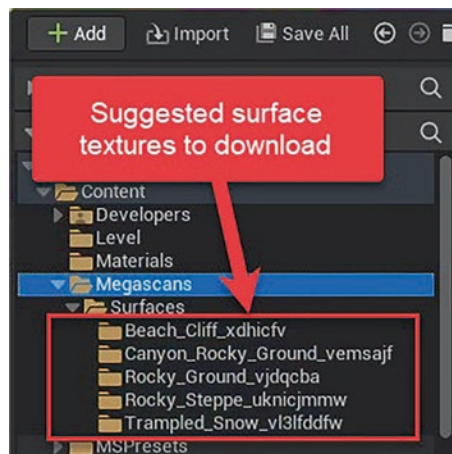 + Add Import Save All
Suggested surface
textures to download
Content
Developers
Level
Materials
Megascans
Surfaces
Beach_Cliff_xdhicfv
Canyon_Rocky_Ground_vemsajf
Rocky_Ground_vjdqcba
Rocky_Steppe_uknicjmmw
Trampled_Snow_vl3lfddfw
MSPresets